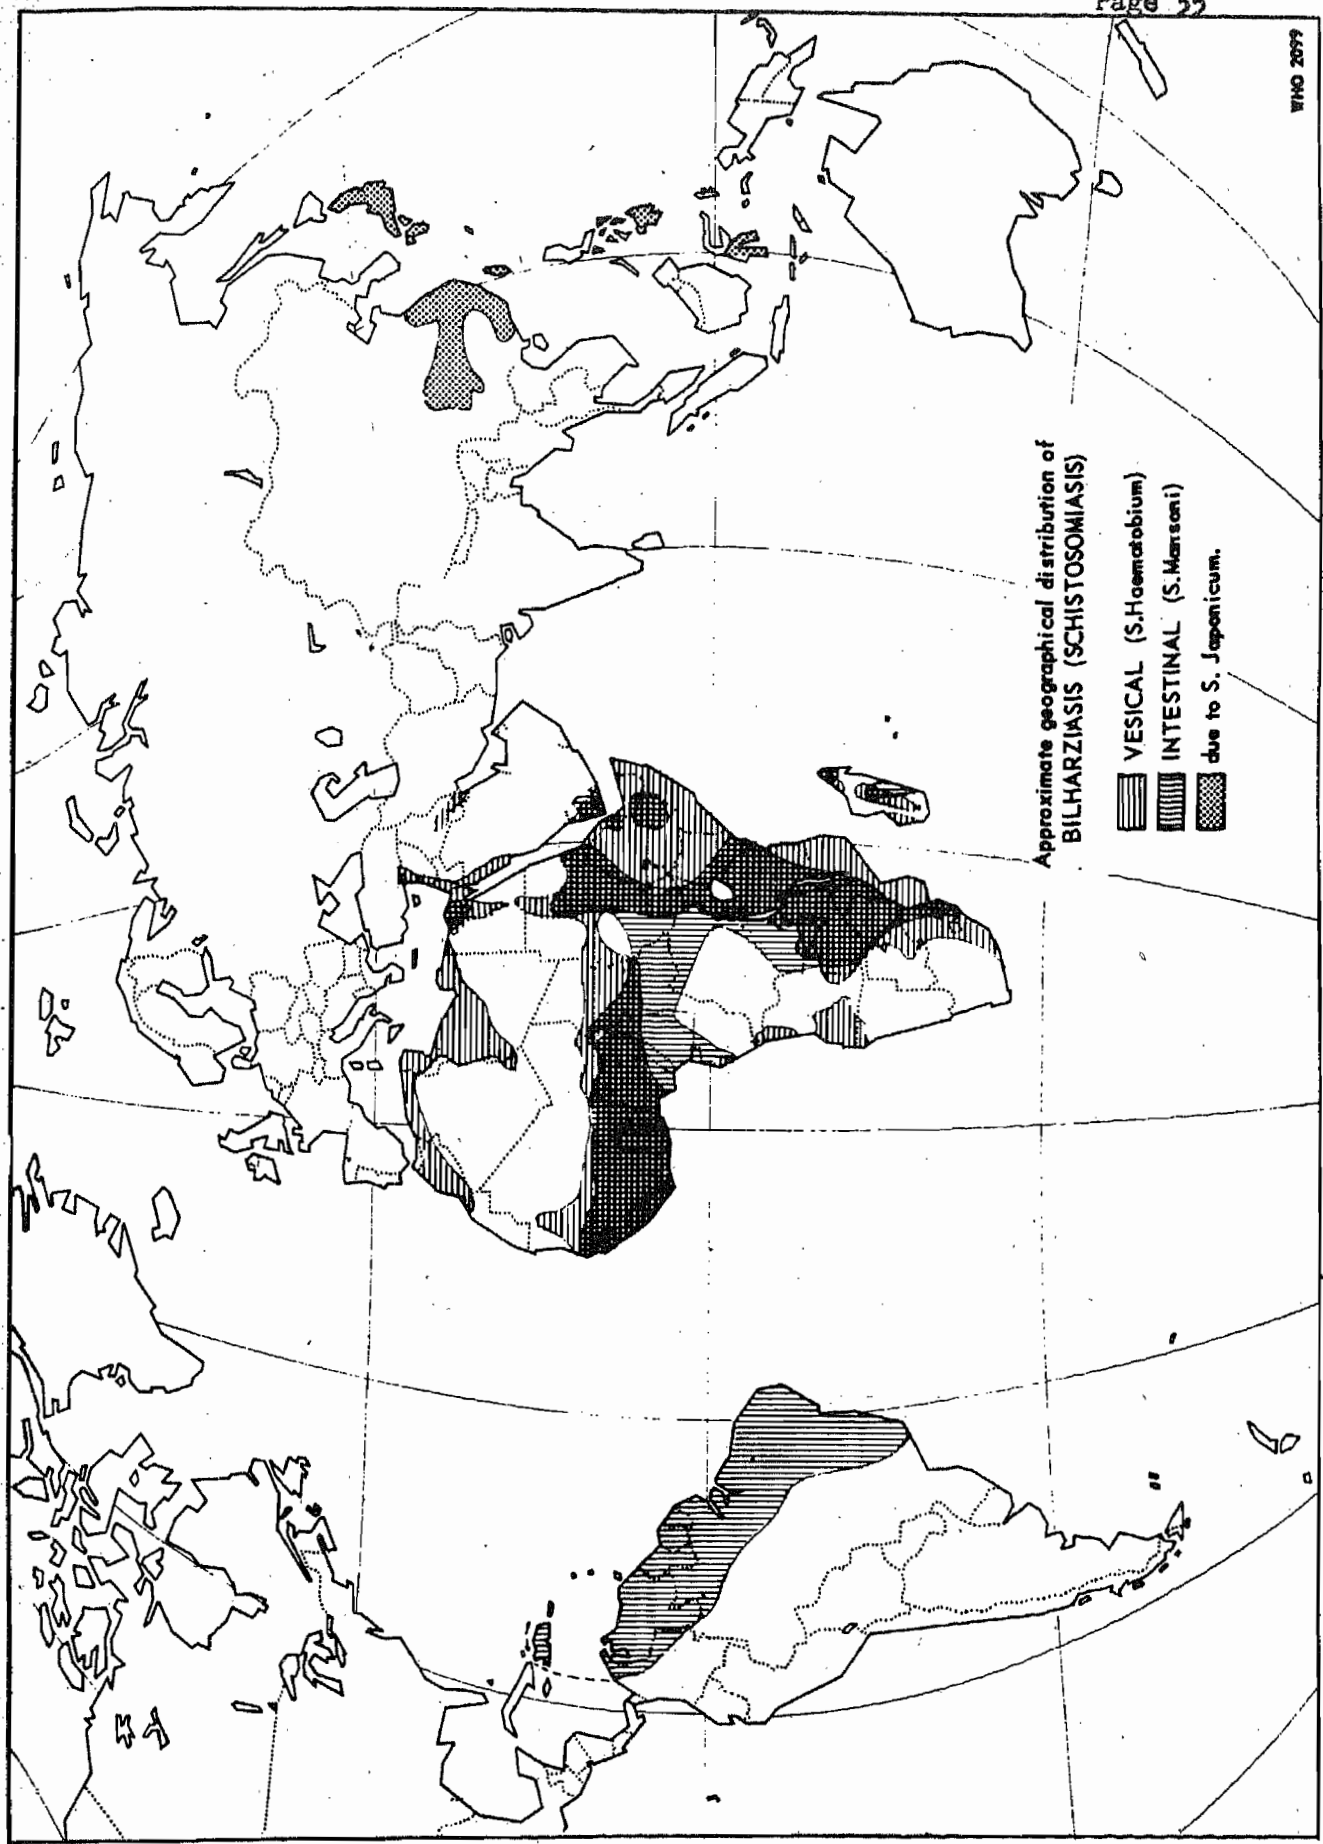 Page 55
Approximate geographical distribution of
BILHARZIASIS (SCHISTOSOMIASIS)
VESICAL (S.Haematobium)
INTESTINAL (S.Mansoni)
due to S. Japonicum.
WHO 2099